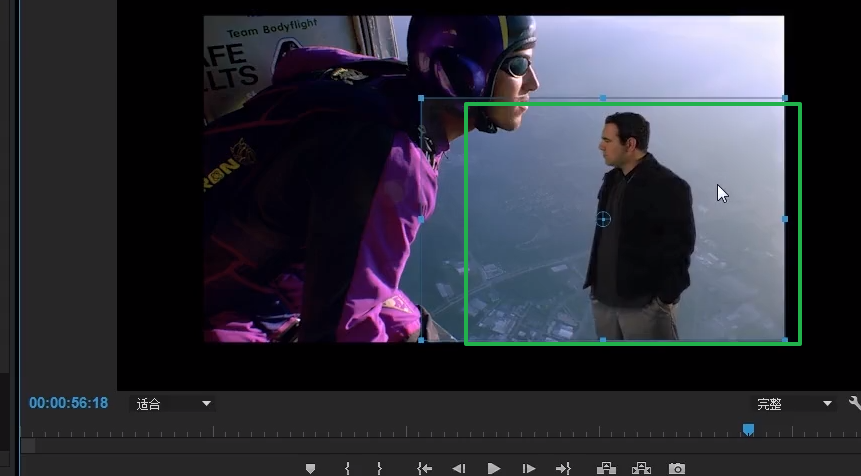 Team Bodyflight
AFE
LTS
RON
00:00:56:18 适合 完整